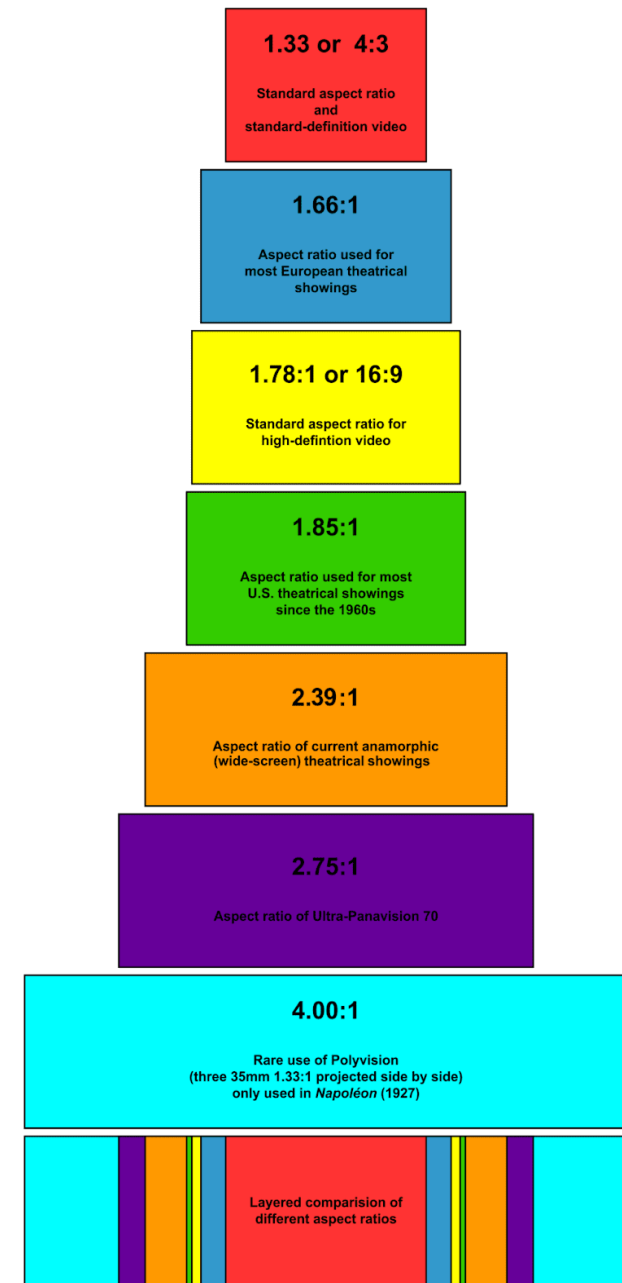 1.33 or 4:3
Standard aspect ratio
and
standard-definition video
1.66:1
Aspect ratio used for
most European theatrical
showings
1.78:1 or 16:9
Standard aspect ratio for
high-defintion video
1.85:1
Aspect ratio used for most
U.S. theatrical showings
since the 1960s
2.39:1
Aspect ratio of current anamorphic
(wide-screen) theatrical showings
2.75:1
Aspect ratio of Ultra-Panavision 70
4.00:1
Rare use of Polyvision
(three 35mm 1.33:1 projected side by side)
only used in Napoléon (1927)
Layered comparision of
different aspect ratios